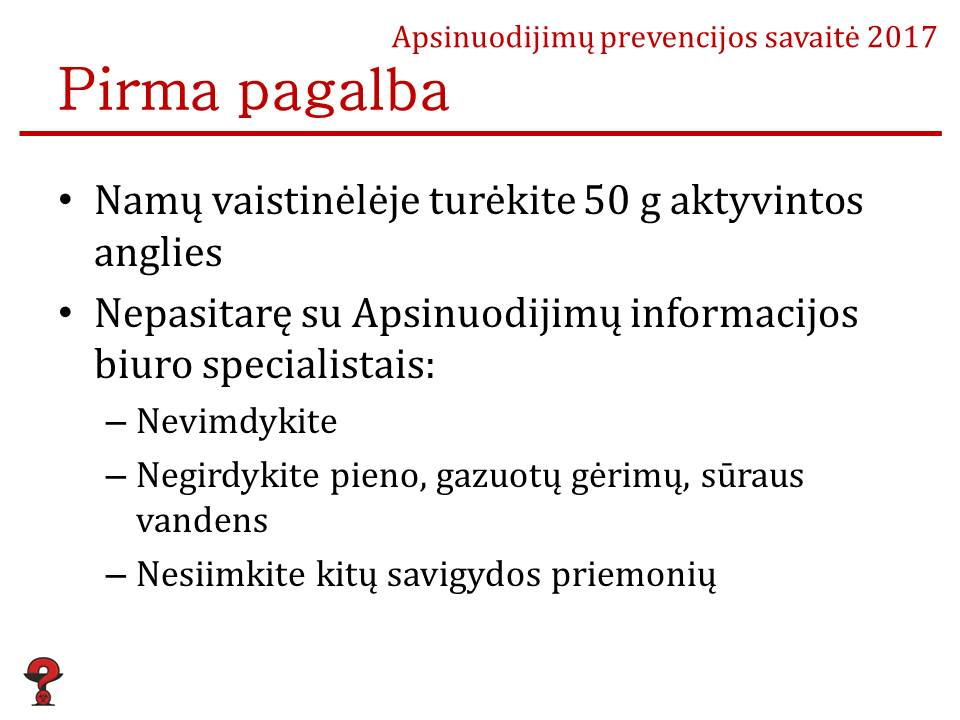 Apsinuodijimų prevencijos savaitė 2017
Pirma pagalba
• Namų vaistinėlėje turėkite 50 g aktyvintos
anglies
• Nepasitarę su Apsinuodijimų informacijos
biuro specialistais:
– Nevimdykite
– Negirdykite pieno, gazuotų gėrimų, sūraus
vandens
– Nesiimkite kitų savigydos priemonių